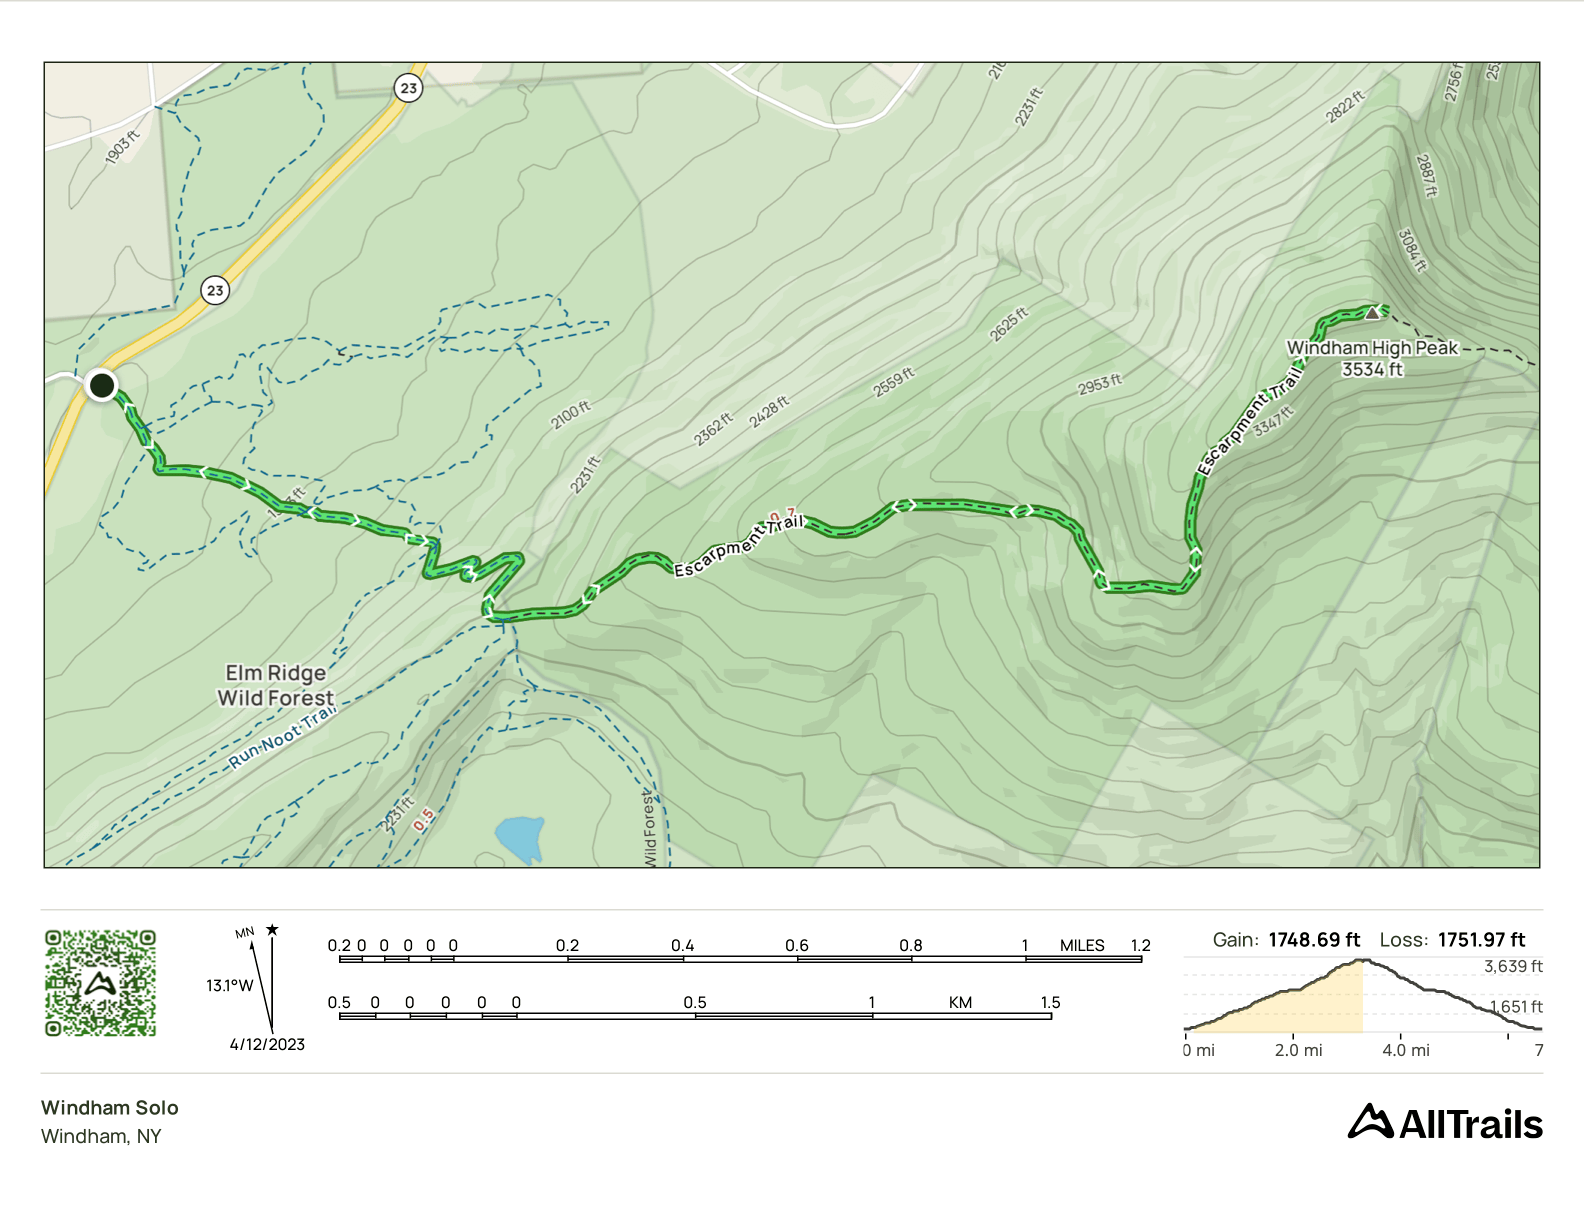 23
216
2231 ft
2822 ft
2756 ft
1903 ft
2887 ft
3084 ft
23
2625 ft
Windham High Peak
3534 ft
2559 ft
2953 ft
2100 ft
2428 ft
2362 ft
3347 ft
Escarpment Trail
2231 ft
0.7
Escarpment Trail
Elm Ridge
Wild Forest
Run-Noot Trail
2231 ft
0.5
Wild Forest
MN
13.1°W
4/12/2023
0.2 0 0 0 0 0 0.2 0.4 0.6 0.8 1 MILES 1.2
0.5 0 0 0 0 0 0.5 1 KM 1.5
Gain: 1748.69 ft Loss: 1751.97 ft
3,639 ft
1,651 ft
0 mi 2.0 mi 4.0 mi 7
Windham Solo
Windham, NY
AllTrails